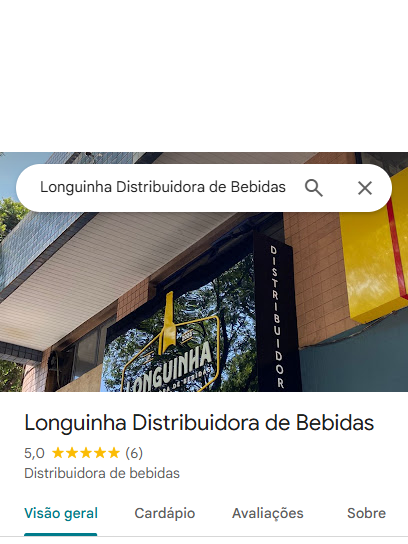 Longuinha Distribuidora de Bebidas
DISTRIBUIDOR
LONGUINHA
Longuinha Distribuidora de Bebidas
5,0 (6)
Distribuidora de bebidas
Visão geral
Cardápio
Avaliações
Sobre